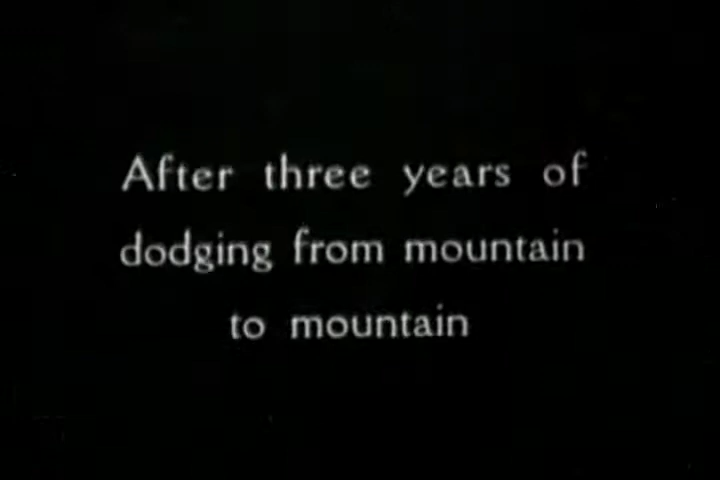 After three years of
dodging from mountain
to mountain